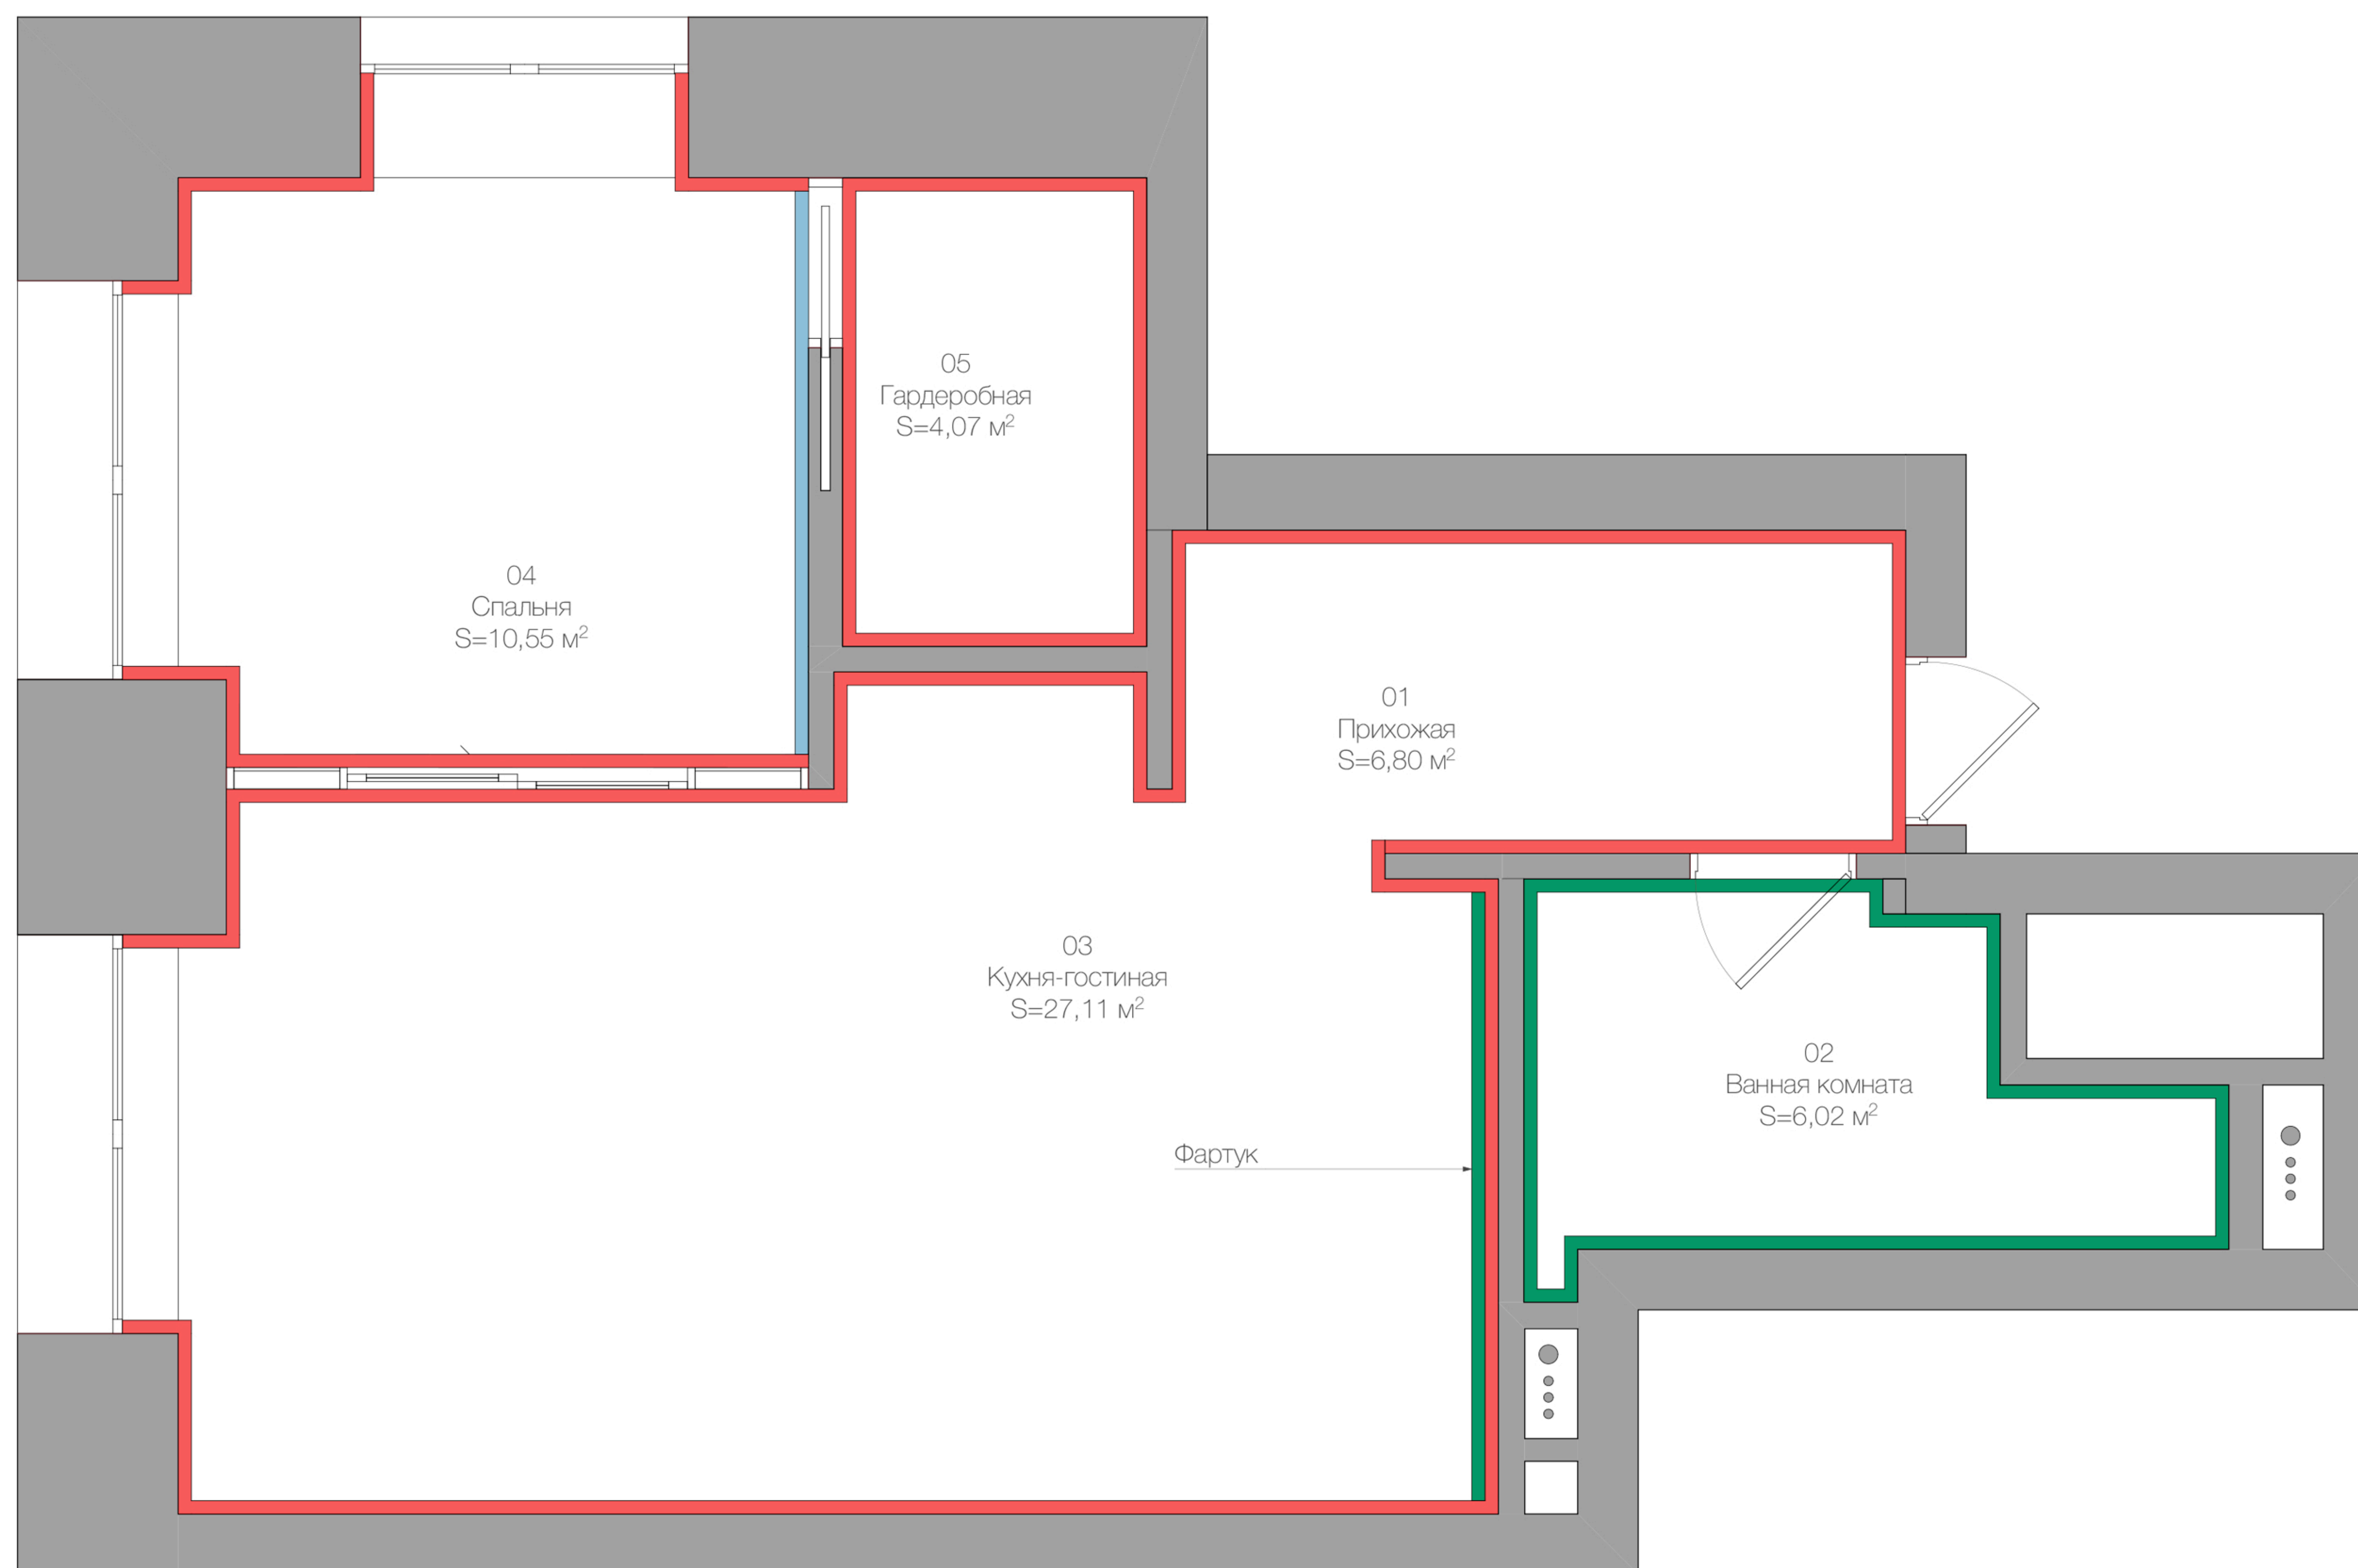 05
Гардеробная
S=4,07 м²
04
Спальня
S=10,55 м²
01
Прихожая
S=6,80 м²
03
Кухня-гостиная
S=27,11 м²
02
Ванная комната
S=6,02 м²
Фартук